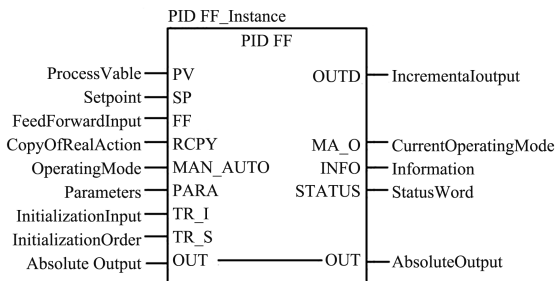 PID FF_Instance
PID FF
ProcessVable PV OUTD Incrementaloutput
Setpoint SP
FeedForwardInput FF
CopyOfRealAction RCPY MA_O CurrentOperatingMode
OperatingMode MAN_AUTO INFO Information
Parameters PARA STATUS StatusWord
InitializationInput TR_I
InitializationOrder TR_S
Absolute Output OUT OUT AbsoluteOutput